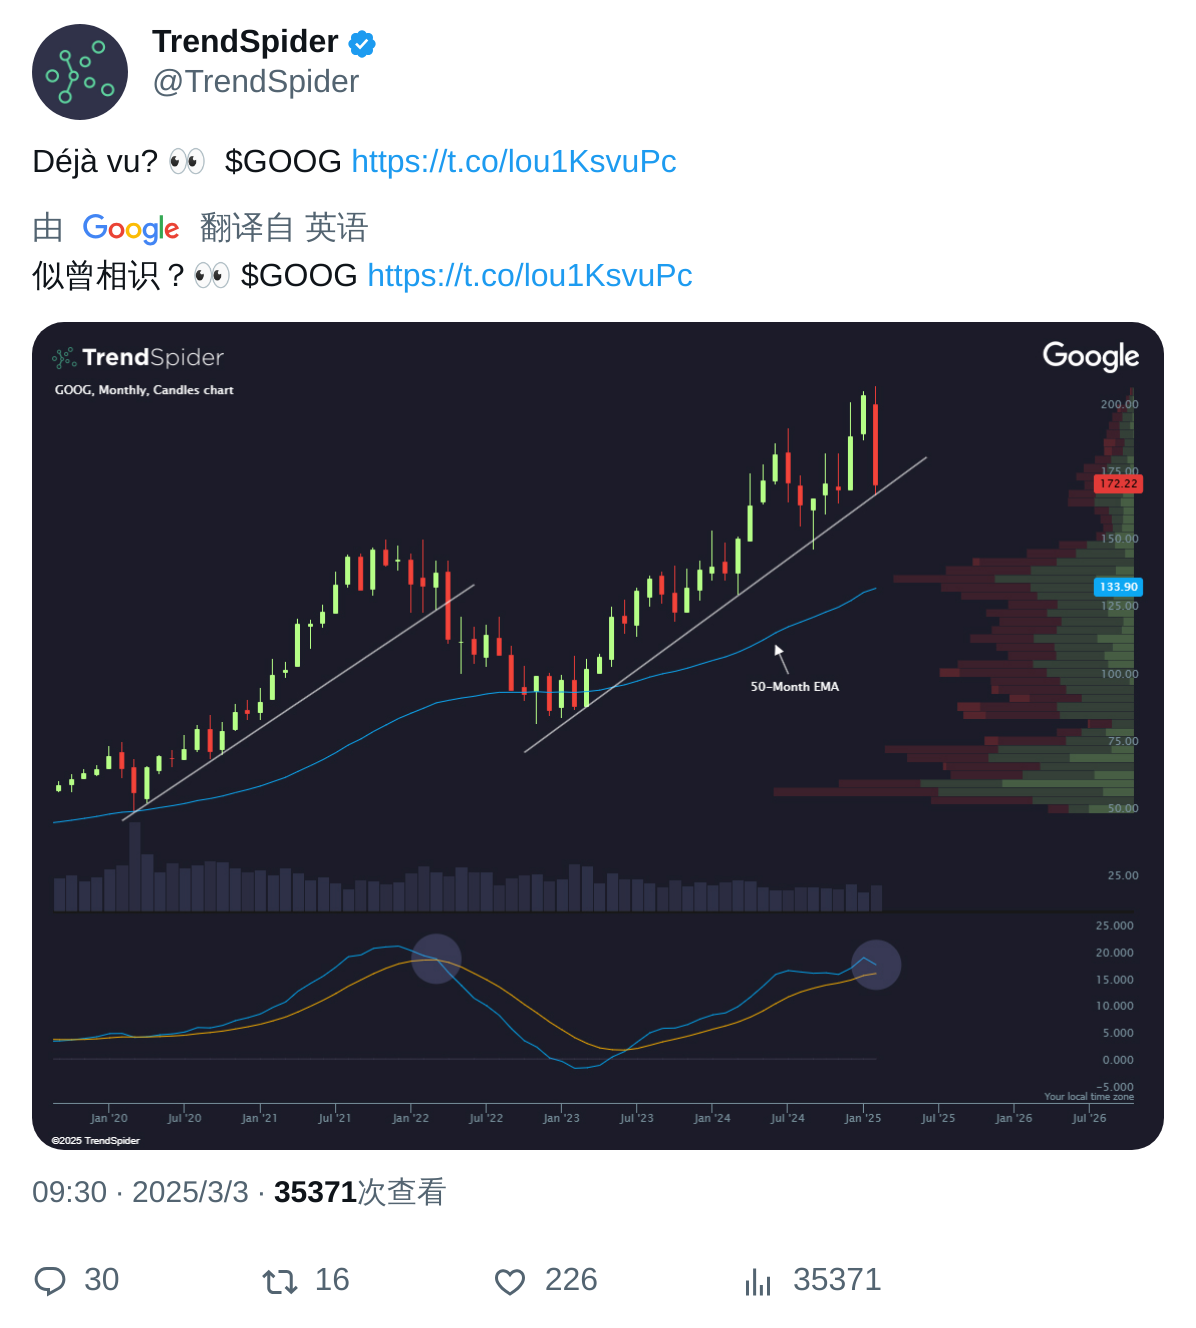 TrendSpider
@TrendSpider
Déjà vu? 👀 $GOOG https://t.co/lou1KsvuPc
由 Google 翻译自 英语
似曾相识？👀 $GOOG https://t.co/lou1KsvuPc
TrendSpider
Google
GOOG, Monthly, Candles chart
200.00
175.00
172.22
150.00
133.90
125.00
100.00
50-Month EMA
75.00
50.00
25.00
25.000
20.000
15.000
10.000
5.000
0.000
-5.000
Your local time zone
Jan '20 Jul '20 Jan '21 Jul '21 Jan '22 Jul '22 Jan '23 Jul '23 Jan '24 Jul '24 Jan '25 Jul '25 Jan '26 Jul '26
©2025 TrendSpider
09:30 · 2025/3/3 · 35371次查看
30 16 226 35371